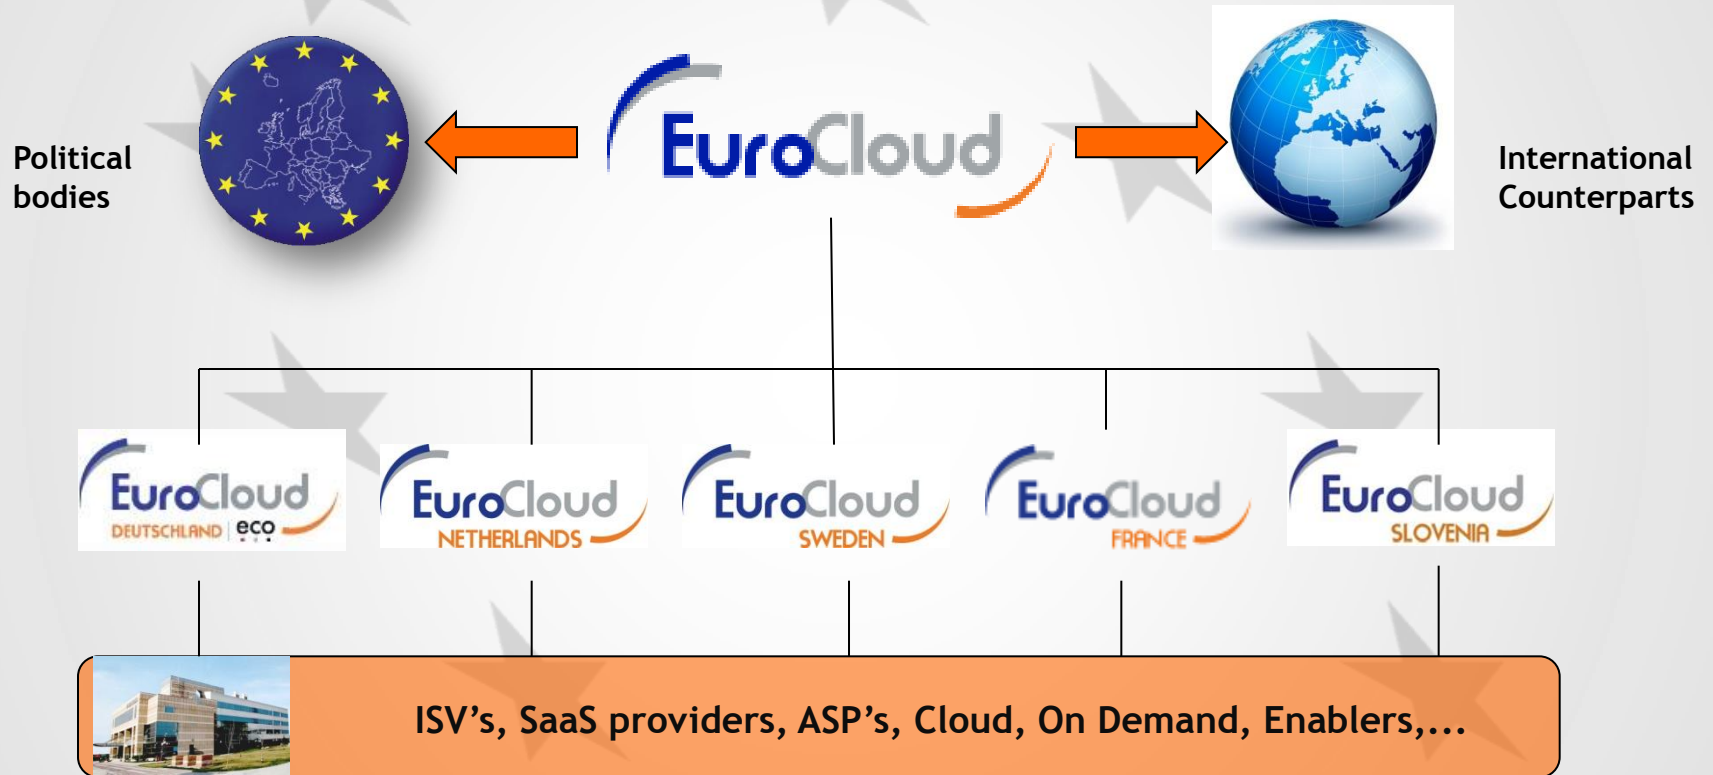 Political
bodies
EuroCloud
International
Counterparts
EuroCloud
DEUTSCHLAND | eco
EuroCloud
NETHERLANDS
EuroCloud
SWEDEN
EuroCloud
FRANCE
EuroCloud
SLOVENIA
ISV’s, SaaS providers, ASP’s, Cloud, On Demand, Enablers,...